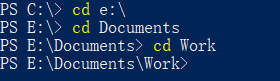 PS C:\> cd e:\
PS E:\> cd Documents
PS E:\Documents> cd Work
PS E:\Documents\Work>